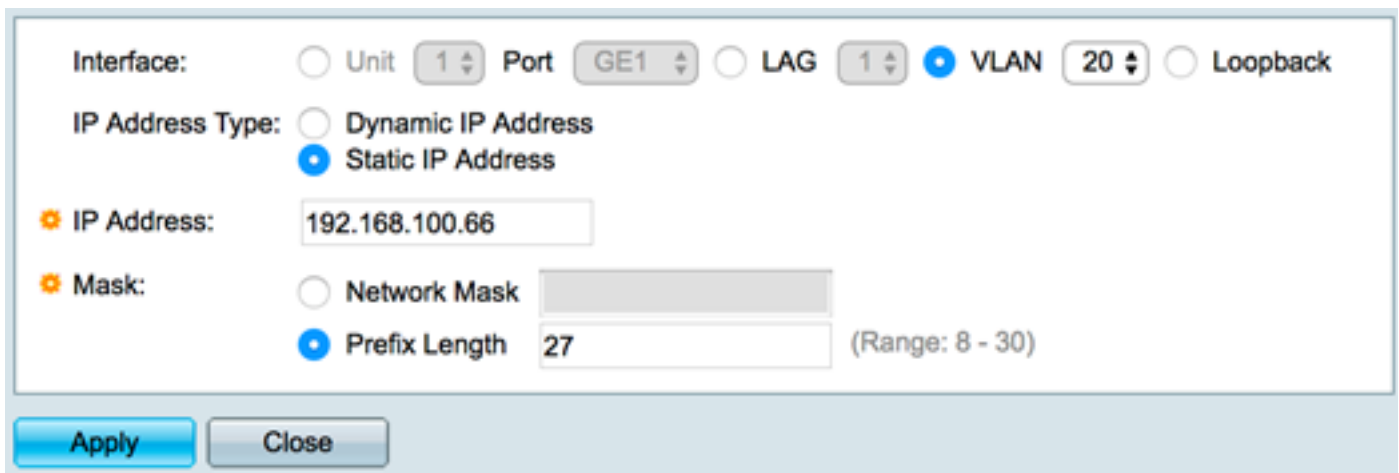 Interface: Unit 1 Port GE1 LAG 1 VLAN 20 Loopback
IP Address Type: Dynamic IP Address
Static IP Address
IP Address: 192.168.100.66
Mask: Network Mask
Prefix Length 27 (Range: 8 - 30)
Apply Close